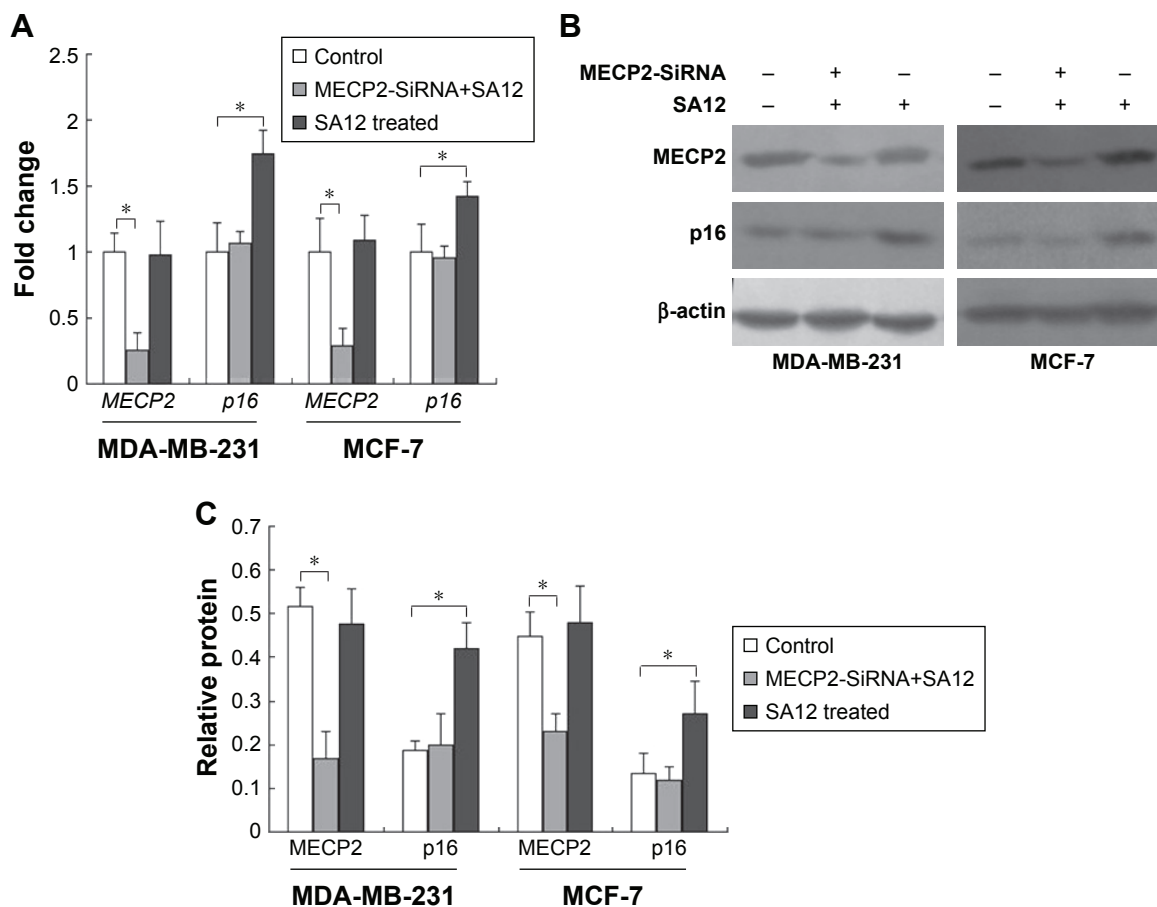 A
Fold change
2.5
2
1.5
1
0.5
0
Control
MECP2-SiRNA+SA12
SA12 treated
*
*
*
*
MECP2 p16 MECP2 p16
MDA-MB-231 MCF-7
B
MECP2-SiRNA – + – – + –
SA12 – + + – + +
MECP2
p16
β-actin
MDA-MB-231 MCF-7
C
Relative protein
0.7
0.6
0.5
0.4
0.3
0.2
0.1
0
*
*
*
*
Control
MECP2-SiRNA+SA12
SA12 treated
MECP2 p16 MECP2 p16
MDA-MB-231 MCF-7